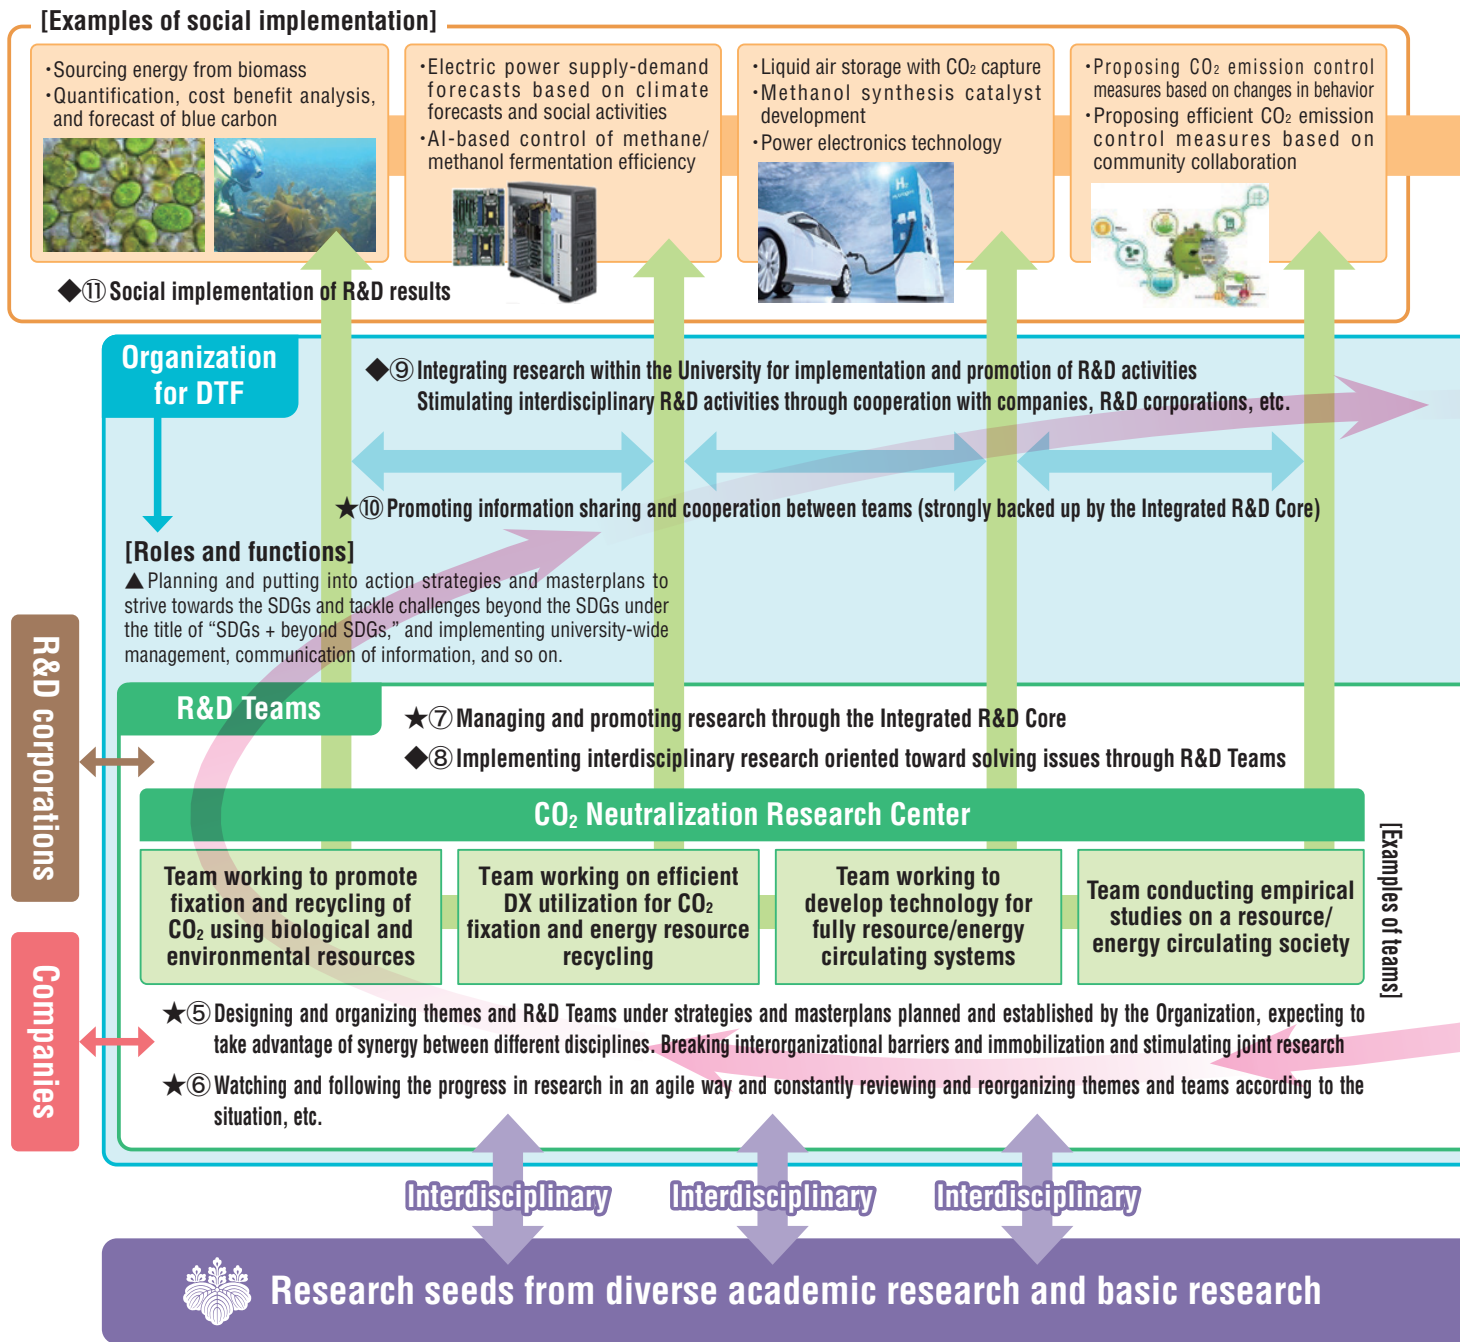 [Examples of social implementation]
・Sourcing energy from biomass
・Quantification, cost benefit analysis,
and forecast of blue carbon
・Electric power supply-demand
forecasts based on climate
forecasts and social activities
・AI-based control of methane/
methanol fermentation efficiency
・Liquid air storage with CO₂ capture
・Methanol synthesis catalyst
development
・Power electronics technology
H₂
・Proposing CO₂ emission control
measures based on changes in behavior
・Proposing efficient CO₂ emission
control measures based on
community collaboration
◆⑪ Social implementation of R&D results
Organization
for DTF
◆⑨ Integrating research within the University for implementation and promotion of R&D activities
Stimulating interdisciplinary R&D activities through cooperation with companies, R&D corporations, etc.
★⑩ Promoting information sharing and cooperation between teams (strongly backed up by the Integrated R&D Core)
[Roles and functions]
▲ Planning and putting into action strategies and masterplans to
strive towards the SDGs and tackle challenges beyond the SDGs under
the title of “SDGs + beyond SDGs,” and implementing university-wide
management, communication of information, and so on.
R&D corporations
Companies
R&D Teams
★⑦ Managing and promoting research through the Integrated R&D Core
◆⑧ Implementing interdisciplinary research oriented toward solving issues through R&D Teams
CO₂ Neutralization Research Center
Team working to promote
fixation and recycling of
CO₂ using biological and
environmental resources
Team working on efficient
DX utilization for CO₂
fixation and energy resource
recycling
Team working to
develop technology for
fully resource/energy
circulating systems
Team conducting empirical
studies on a resource/
energy circulating society
[Examples of teams]
★⑤ Designing and organizing themes and R&D Teams under strategies and masterplans planned and established by the Organization, expecting to
take advantage of synergy between different disciplines. Breaking interorganizational barriers and immobilization and stimulating joint research
★⑥ Watching and following the progress in research in an agile way and constantly reviewing and reorganizing themes and teams according to the
situation, etc.
Interdisciplinary
Interdisciplinary
Interdisciplinary
Research seeds from diverse academic research and basic research